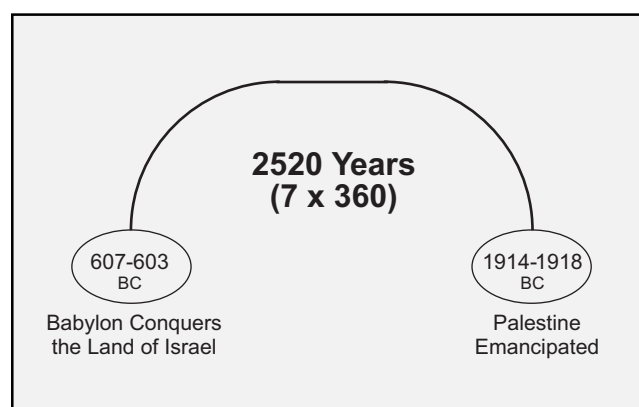 2520 Years
(7 x 360)
607-603
BC
Babylon Conquers
the Land of Israel
1914-1918
BC
Palestine
Emancipated